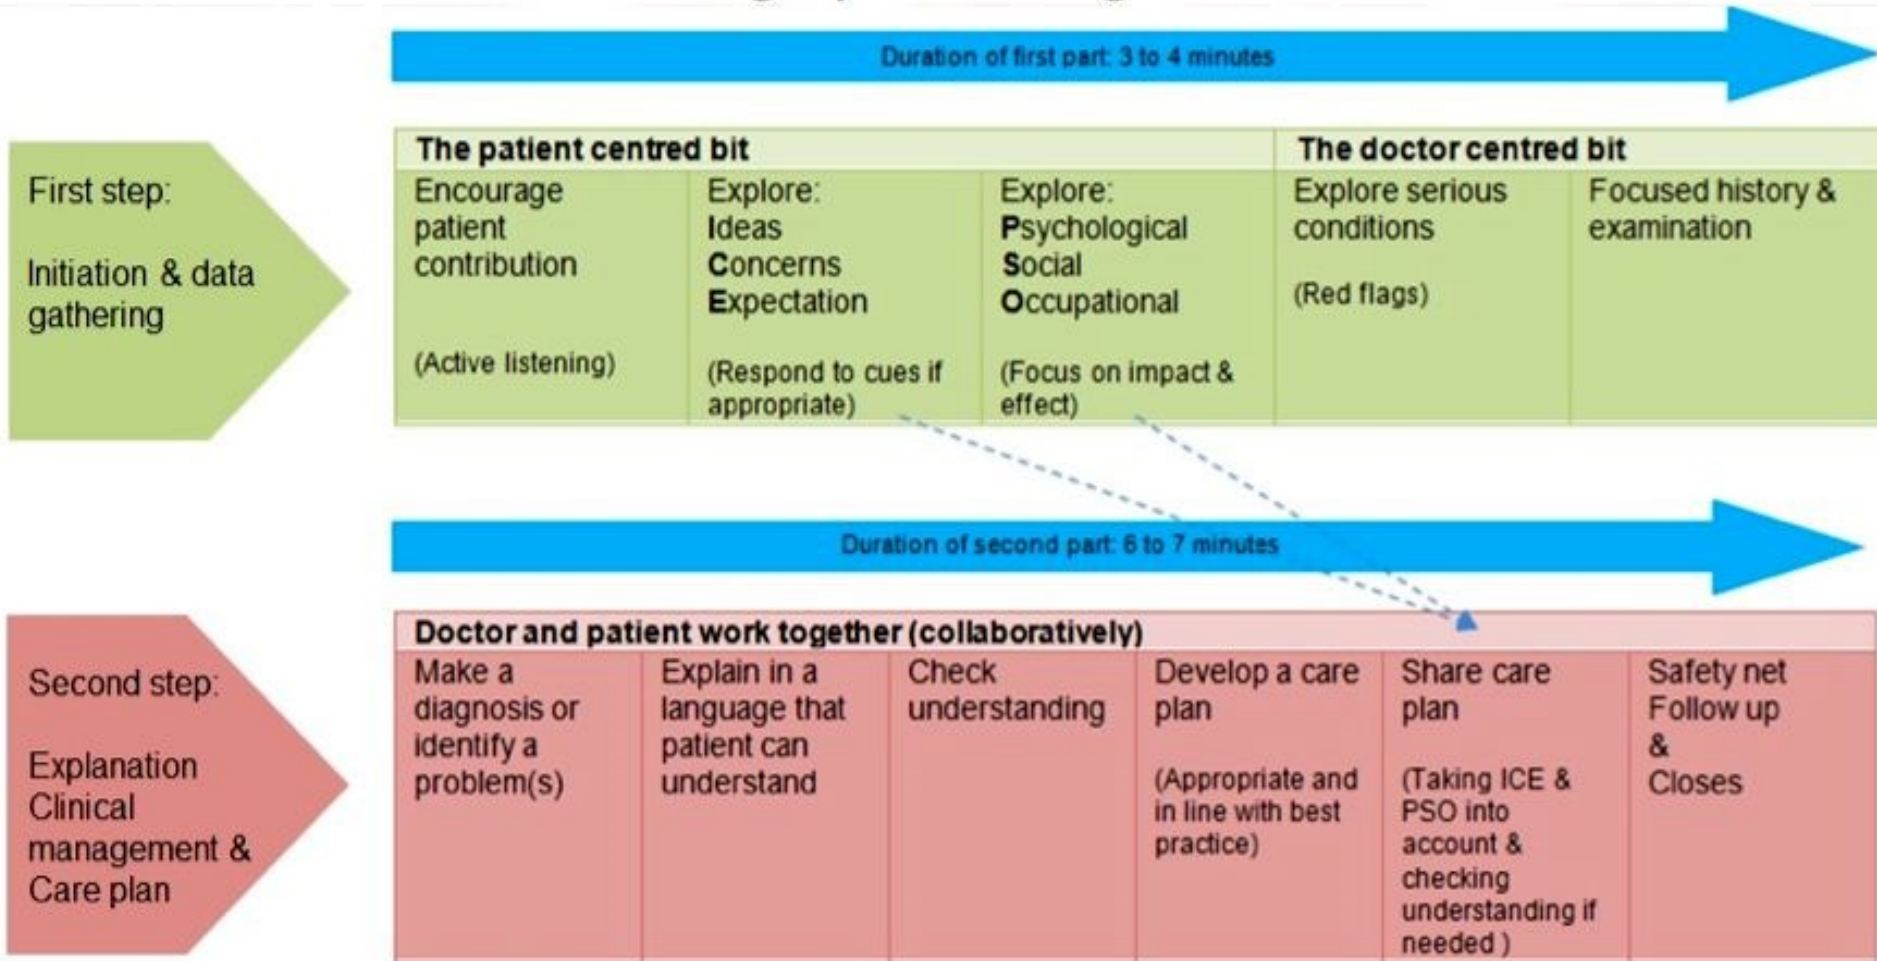 Duration of first part: 3 to 4 minutes
First step:
Initiation & data
gathering
The patient centred bit
The doctor centred bit
Encourage
patient
contribution
(Active listening)
Explore:
Ideas
Concerns
Expectation
(Respond to cues if
appropriate)
Explore:
Psychological
Social
Occupational
(Focus on impact &
effect)
Explore serious
conditions
(Red flags)
Focused history &
examination
Duration of second part: 6 to 7 minutes
Second step:
Explanation
Clinical
management &
Care plan
Doctor and patient work together (collaboratively)
Make a
diagnosis or
identify a
problem(s)
Explain in a
language that
patient can
understand
Check
understanding
Develop a care
plan
(Appropriate and
in line with best
practice)
Share care
plan
(Taking ICE &
PSO into
account &
checking
understanding if
needed )
Safety net
Follow up
&
Closes